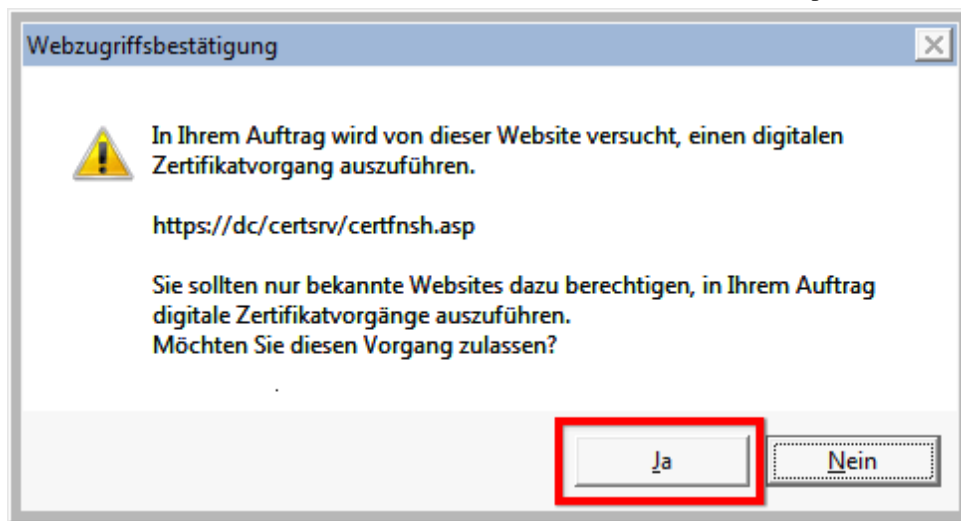 Webzugriffsbestätigung
In Ihrem Auftrag wird von dieser Website versucht, einen digitalen
Zertifikatvorgang auszuführen.
https://dc/certsrv/certfnsh.asp
Sie sollten nur bekannte Websites dazu berechtigen, in Ihrem Auftrag
digitale Zertifikatvorgänge auszuführen.
Möchten Sie diesen Vorgang zulassen?
Ja Nein